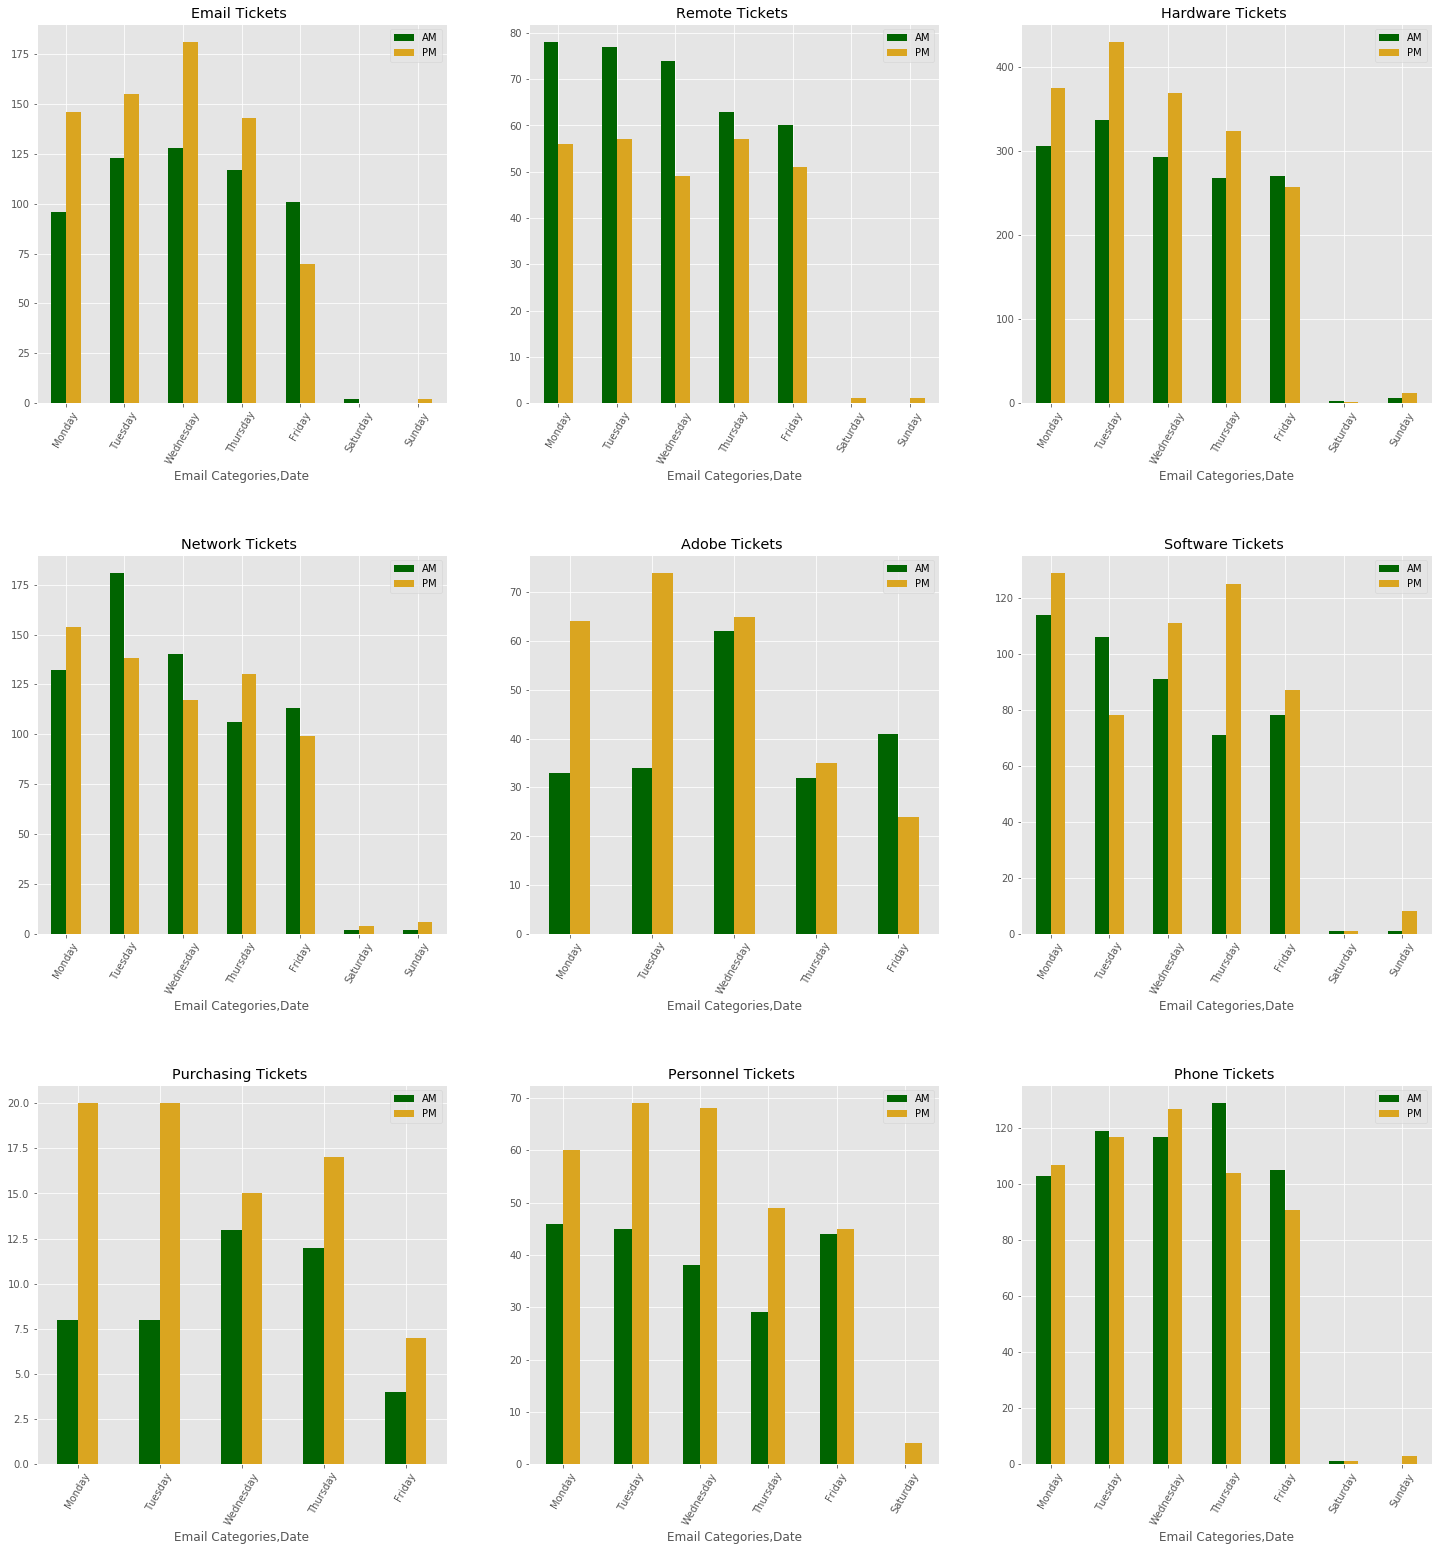 Email Tickets
175
150
125
100
75
50
25
0
AM
PM
Monday
Tuesday
Wednesday
Thursday
Friday
Saturday
Sunday
Email Categories,Date
Remote Tickets
80
70
60
50
40
30
20
10
0
AM
PM
Monday
Tuesday
Wednesday
Thursday
Friday
Saturday
Sunday
Email Categories,Date
Hardware Tickets
400
300
200
100
0
AM
PM
Monday
Tuesday
Wednesday
Thursday
Friday
Saturday
Sunday
Email Categories,Date
Network Tickets
175
150
125
100
75
50
25
0
AM
PM
Monday
Tuesday
Wednesday
Thursday
Friday
Saturday
Sunday
Email Categories,Date
Adobe Tickets
70
60
50
40
30
20
10
0
AM
PM
Monday
Tuesday
Wednesday
Thursday
Friday
Email Categories,Date
Software Tickets
120
100
80
60
40
20
0
AM
PM
Monday
Tuesday
Wednesday
Thursday
Friday
Saturday
Sunday
Email Categories,Date
Purchasing Tickets
20.0
17.5
15.0
12.5
10.0
7.5
5.0
2.5
0.0
AM
PM
Monday
Tuesday
Wednesday
Thursday
Friday
Email Categories,Date
Personnel Tickets
70
60
50
40
30
20
10
0
AM
PM
Monday
Tuesday
Wednesday
Thursday
Friday
Saturday
Email Categories,Date
Phone Tickets
120
100
80
60
40
20
0
AM
PM
Monday
Tuesday
Wednesday
Thursday
Friday
Saturday
Sunday
Email Categories,Date